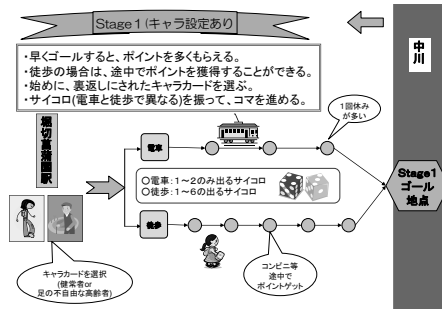 Stage1(キャラ設定あり
・早くゴールすると、ポイントを多くもらえる。
・徒歩の場合は、途中でポイントを獲得することができる。
・始めに、裏返しにされたキャラカードを選ぶ。
・サイコロ(電車と徒歩で異なる)を振って、コマを進める。
中川
堀切菖蒲園駅
1回休み
が多い
電車
○電車:1～2のみ出るサイコロ
○徒歩:1～6の出るサイコロ
Stage1
ゴール
地点
徒歩
キャラカードを選択
(健常者or
足の不自由な高齢者)
コンビニ等
途中で
ポイントゲット